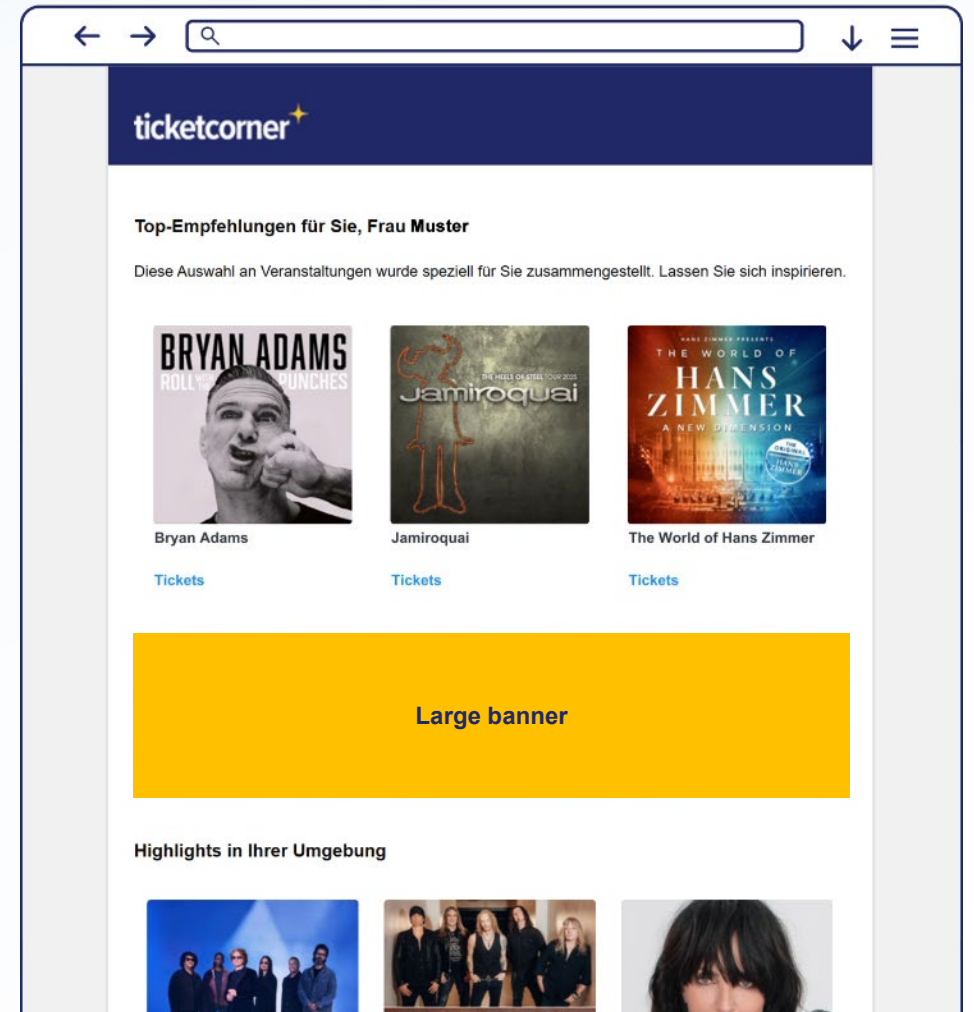 ticketcorner
Top-Empfehlungen für Sie, Frau Muster
Diese Auswahl an Veranstaltungen wurde speziell für Sie zusammengestellt. Lassen Sie sich inspirieren.
BRYAN ADAMS
ROLL WITH THE PUNCHES
THE HEELS OF STEEL TOUR 2025
Jamiroquai
HANS ZIMMER PRESENTS
THE WORLD OF
HANS
ZIMMER
A NEW DIMENSION
THE
ORIGINAL
HANS
ZIMMER
Bryan Adams
Jamiroquai
The World of Hans Zimmer
Tickets
Tickets
Tickets
Large banner
Highlights in Ihrer Umgebung